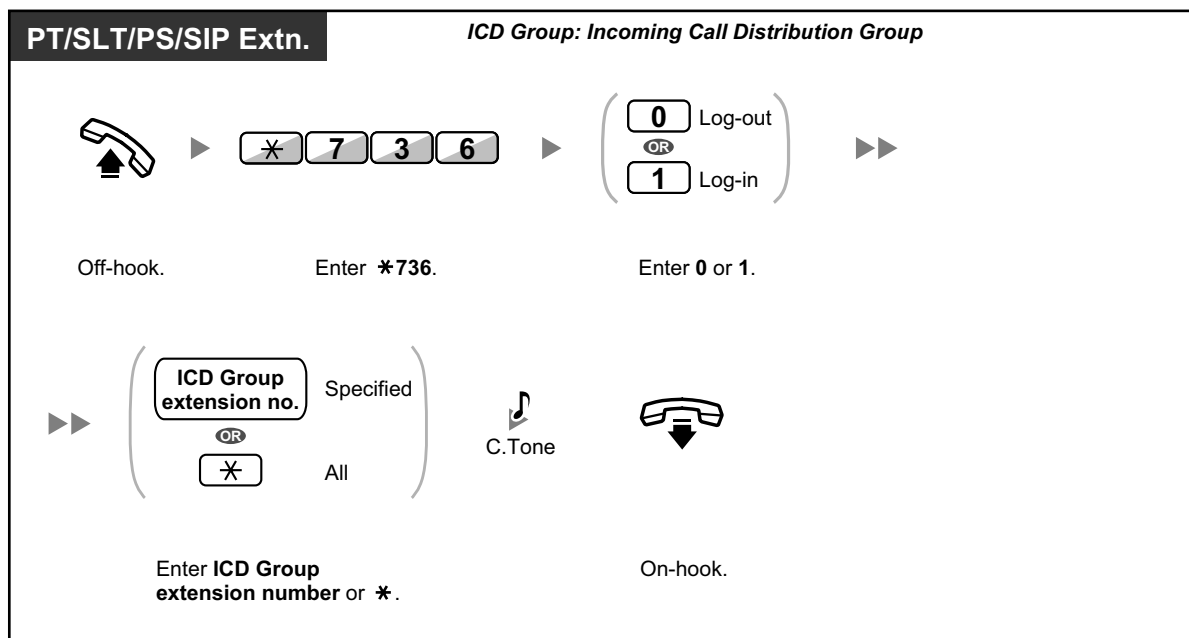 PT/SLT/PS/SIP Extn.
ICD Group: Incoming Call Distribution Group
* 7 3 6
0 Log-out
OR
1 Log-in
Off-hook.
Enter *736.
Enter 0 or 1.
ICD Group
extension no.
Specified
OR
* All
C.Tone
Enter ICD Group
extension number or *.
On-hook.